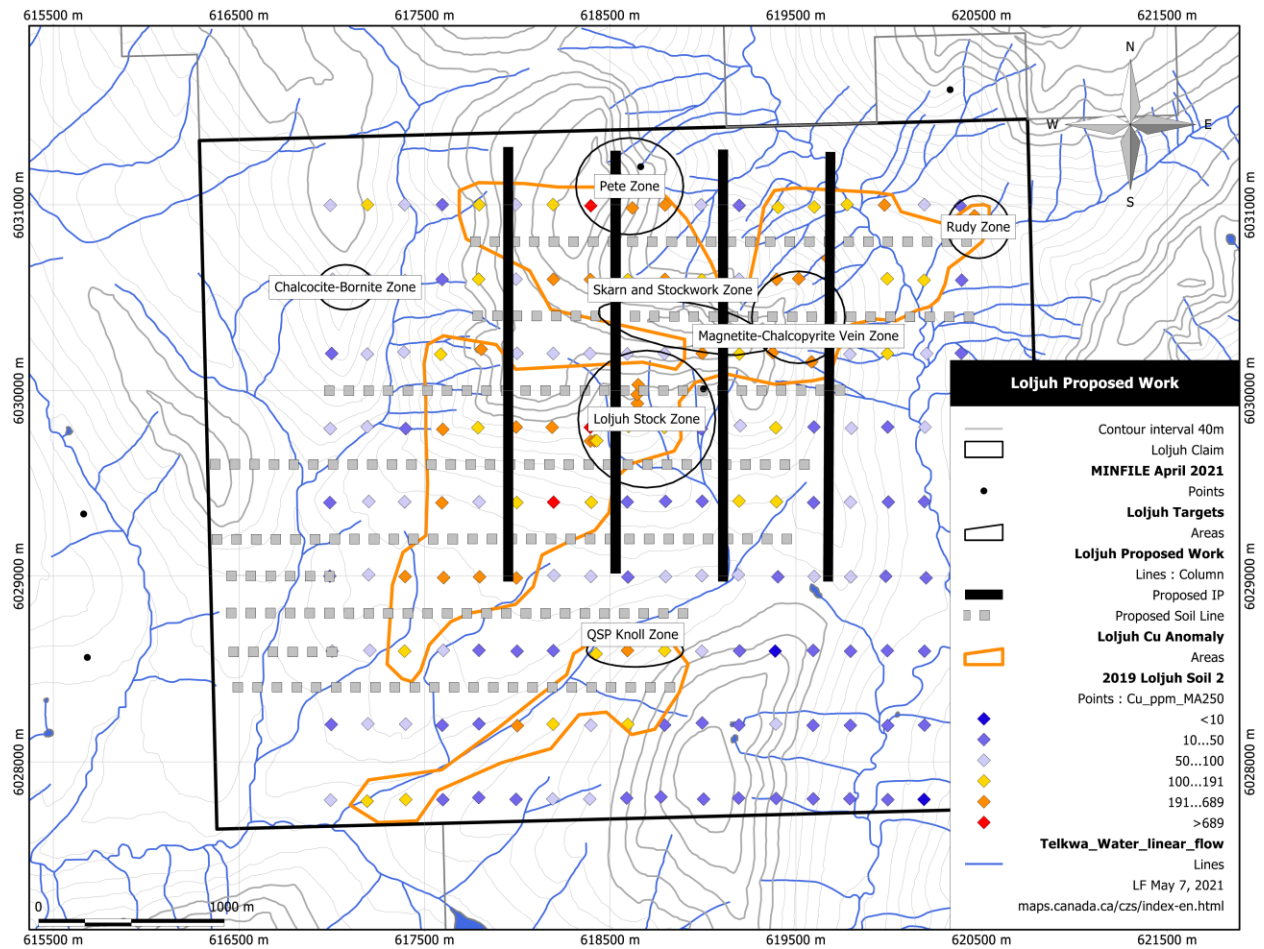 615500 m 616500 m 617500 m 618500 m 619500 m 620500 m 621500 m
N
W E
S
6031000 m 6031000 m
Pete Zone
Rudy Zone
Chalcocite-Bornite Zone
Skarn and Stockwork Zone
Magnetite-Chalcopyrite Vein Zone
6030000 m 6030000 m
Loljuh Stock Zone
6029000 m 6029000 m
QSP Knoll Zone
6028000 m 6028000 m
Loljuh Proposed Work
Contour interval 40m
Loljuh Claim
MINFILE April 2021
Points
Loljuh Targets
Areas
Loljuh Proposed Work
Lines : Column
Proposed IP
Proposed Soil Line
Loljuh Cu Anomaly
Areas
2019 Loljuh Soil 2
Points : Cu_ppm_MA250
<10
10...50
50...100
100...191
191...689
>689
Telkwa_Water_linear_flow
Lines
LF May 7, 2021
maps.canada.ca/czs/index-en.html
0 1000 m
615500 m 616500 m 617500 m 618500 m 619500 m 620500 m 621500 m